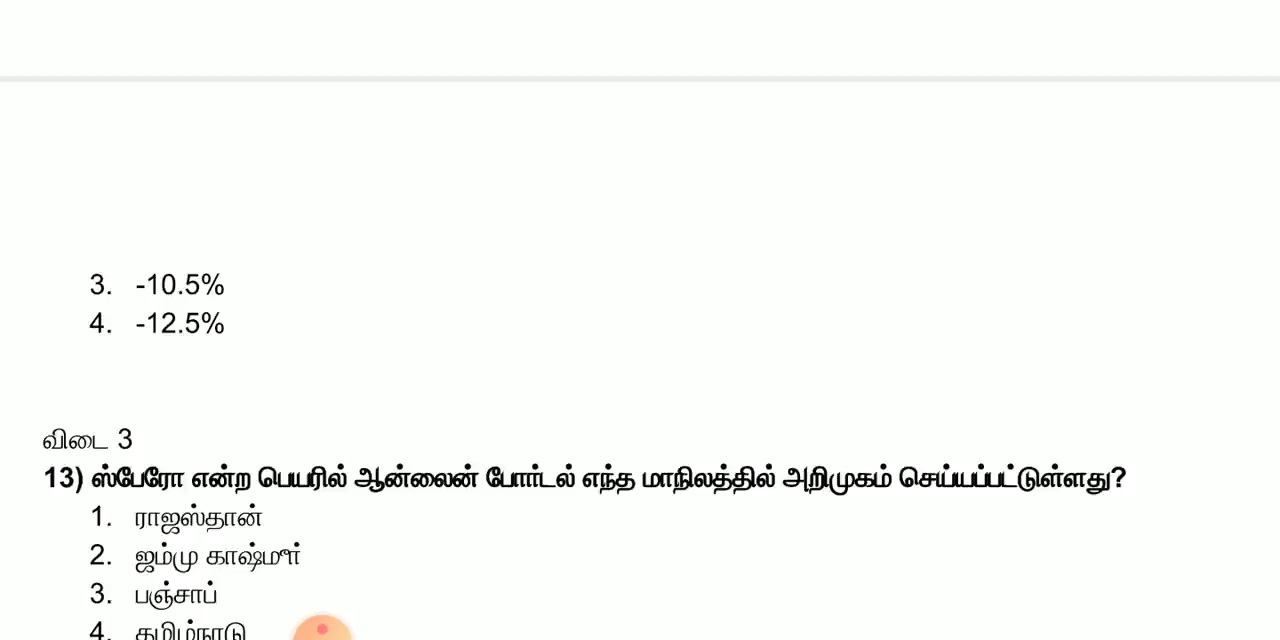 3. -10.5%
4. -12.5%
விடை 3
13) ஸ்பேரோ என்ற பெயரில் ஆன்லைன் போர்டல் எந்த மாநிலத்தில் அறிமுகம் செய்யப்பட்டுள்ளது?
1. ராஜஸ்தான்
2. ஜம்மு காஷ்மீர்
3. பஞ்சாப்
4. தமிழ்நாடு